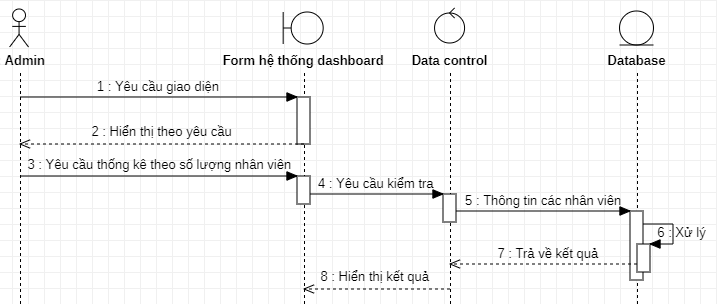 Admin
Form hệ thống dashboard
Data control
Database
1 : Yêu cầu giao diện
2 : Hiển thị theo yêu cầu
3 : Yêu cầu thống kê theo số lượng nhân viên
4 : Yêu cầu kiểm tra
5 : Thông tin các nhân viên
6 : Xử lý
7 : Trả về kết quả
8 : Hiển thị kết quả